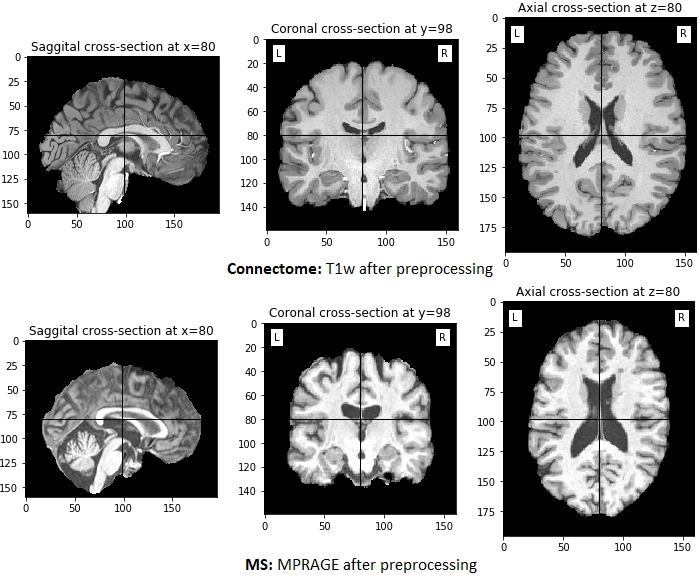 Saggital cross-section at x=80
0
25
50
75
100
125
150
0 50 100 150
Coronal cross-section at y=98
L R
0
20
40
60
80
100
120
140
0 50 100 150
Axial cross-section at z=80
L R
0
25
50
75
100
125
150
175
0 50 100 150
Connectome: T1w after preprocessing
Saggital cross-section at x=80
0
25
50
75
100
125
150
0 50 100 150
Coronal cross-section at y=98
L R
0
20
40
60
80
100
120
140
0 50 100 150
Axial cross-section at z=80
L R
0
25
50
75
100
125
150
175
0 50 100 150
MS: MPRAGE after preprocessing